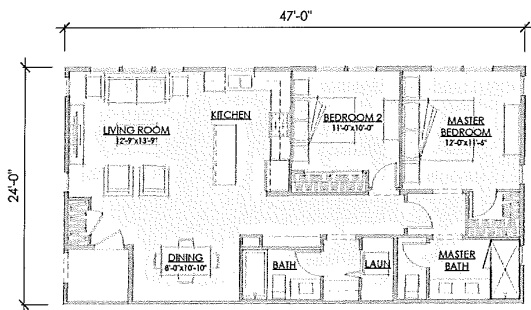 47'-0"
24'-0"
LIVING ROOM
12'-9"x13'-9"
KITCHEN
BEDROOM 2
11'-0"x10'-0"
MASTER
BEDROOM
12'-0"x11'-6"
DINING
8'-0"x10'-10"
BATH
LAUN
MASTER
BATH